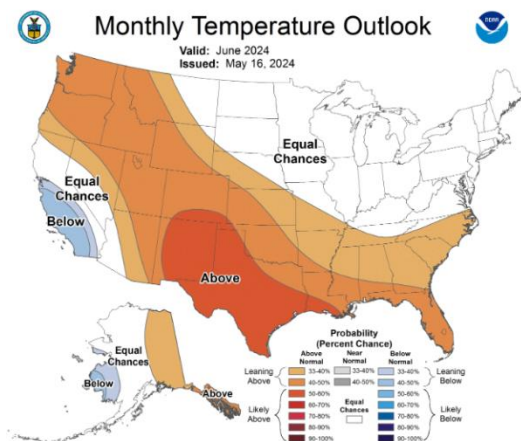 Monthly Temperature Outlook
Valid: June 2024
Issued: May 16, 2024
NOAA
Equal
Chances
Equal
Chances
Below
Above
Equal
Chances
Below
Above
Probability
(Percent Chance)
Above
Normal
Near
Normal
Below
Normal
Leaning
Above
33-40% 33-40% 33-40%
40-50% 40-50% 40-50%
Leaning
Below
50-60% 50-60%
Likely
Above
60-70% Equal
Chances 60-70%
70-80% 70-80%
Likely
Below
80-90% 80-90%
90-100% 90-100%